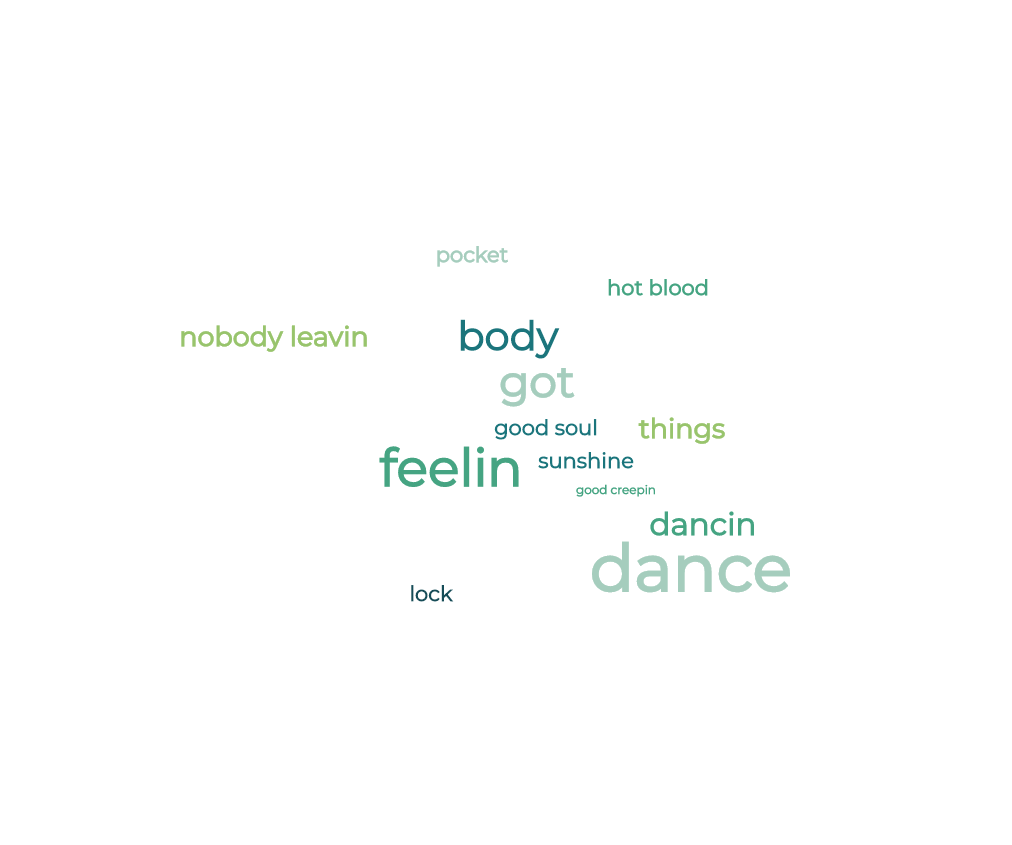 pocket
hot blood
nobody leavin
body
got
good soul
things
feelin
sunshine
good creepin
dancin
dance
lock